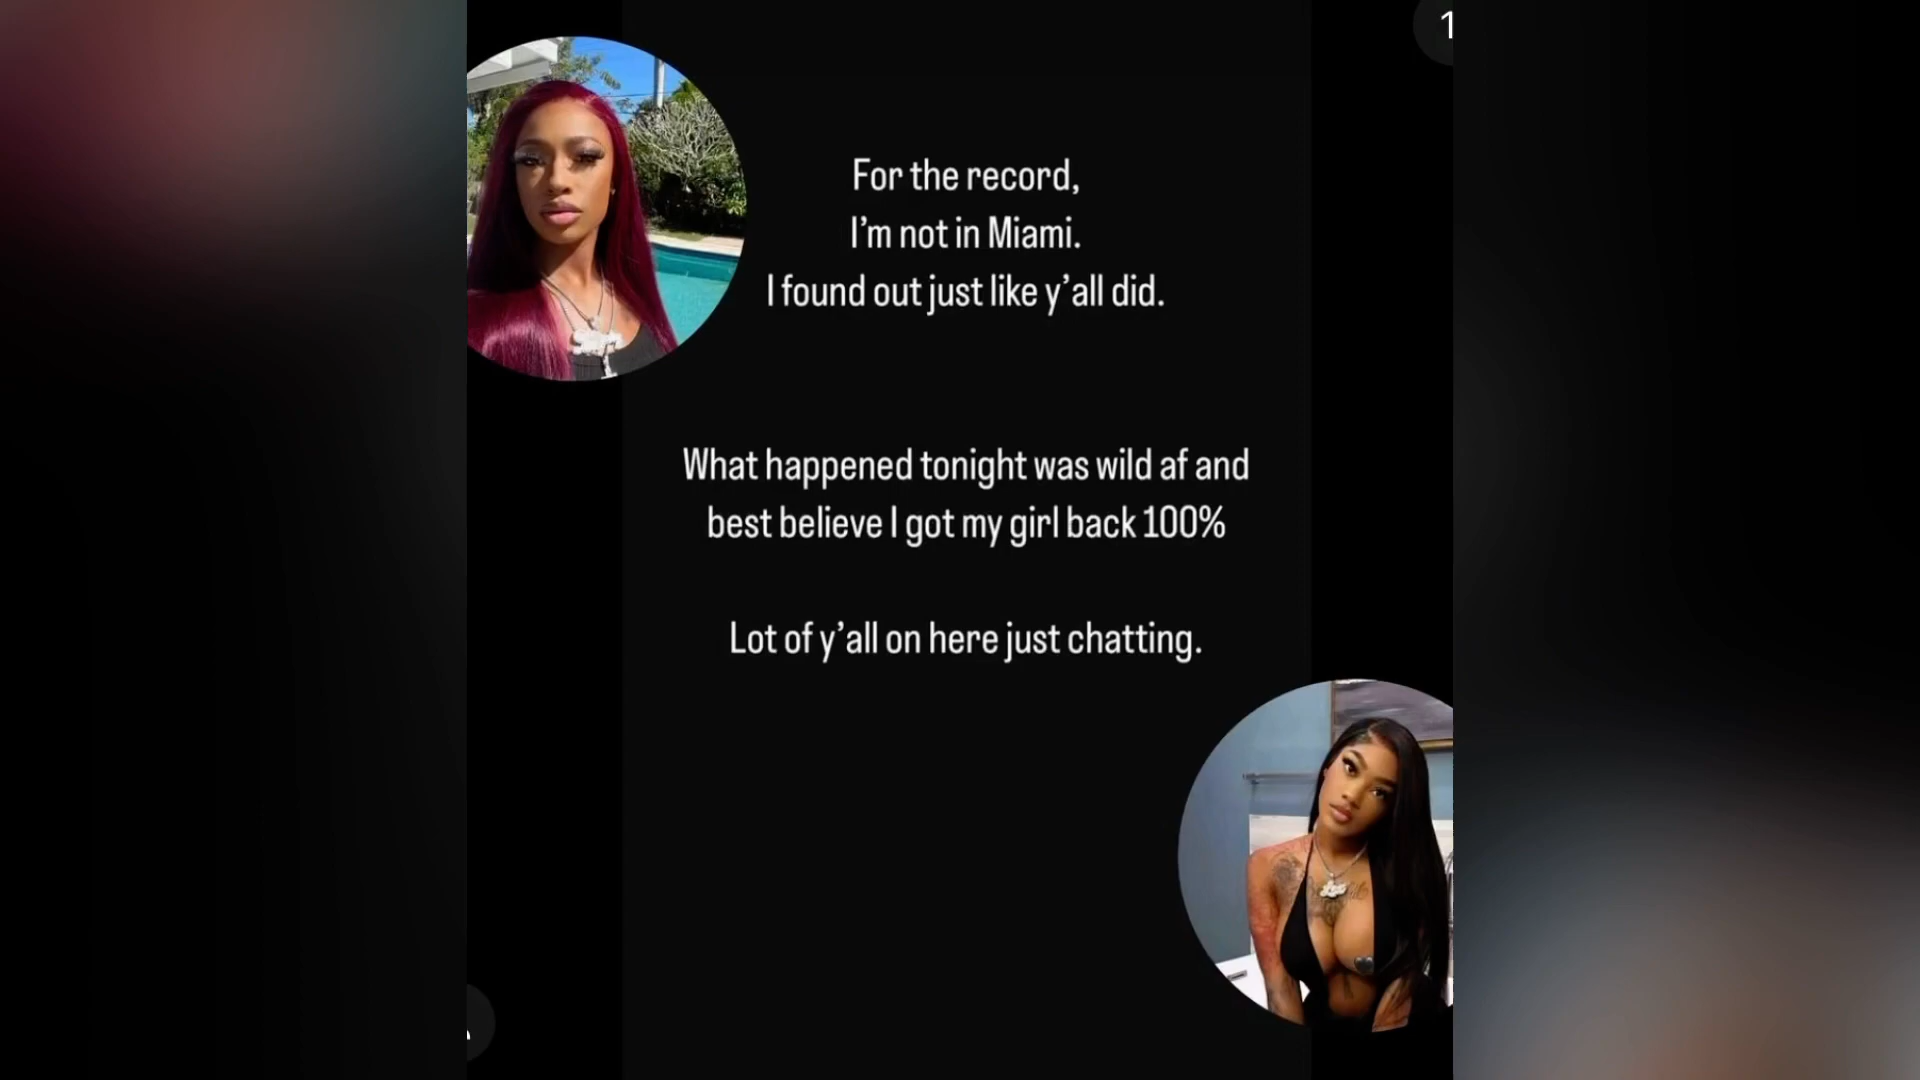 1
For the record,
I'm not in Miami.
I found out just like y'all did.
What happened tonight was wild af and
best believe I got my girl back 100%
Lot of y'all on here just chatting.